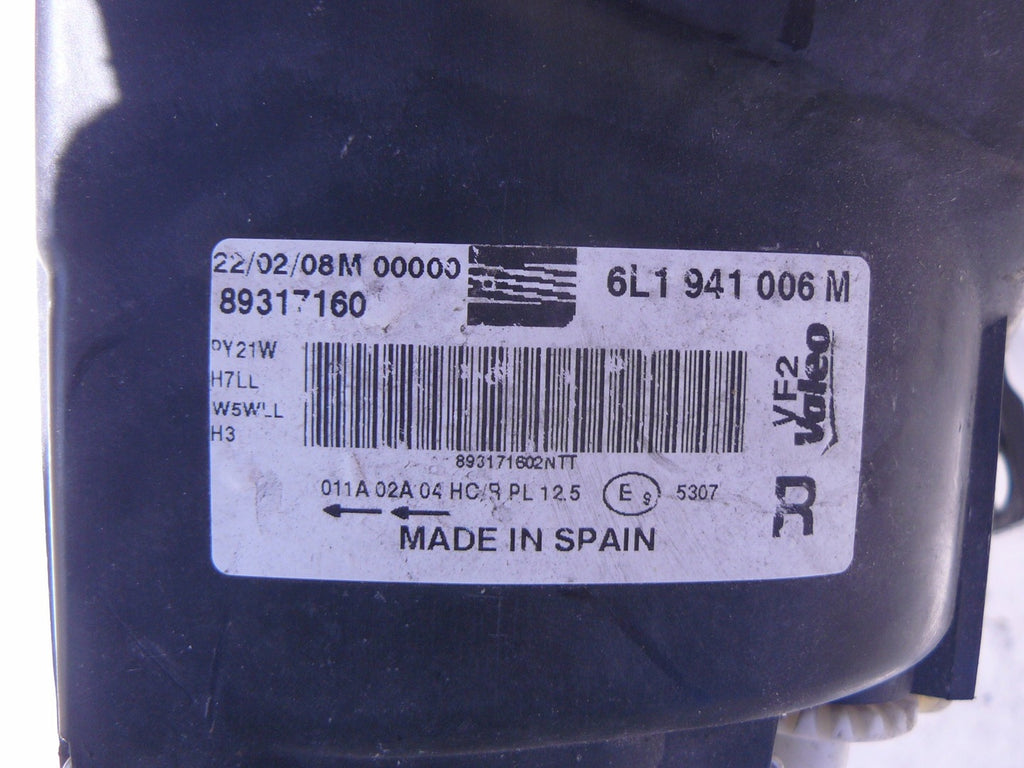 22/02/08M 00000
89317160
6L1 941 006 M
PY21W
H7LL
W5WLL
H3
VF2
Valeo
893171602NTT
011A 02A 04 HC/R PL 12.5 E9 5307
MADE IN SPAIN